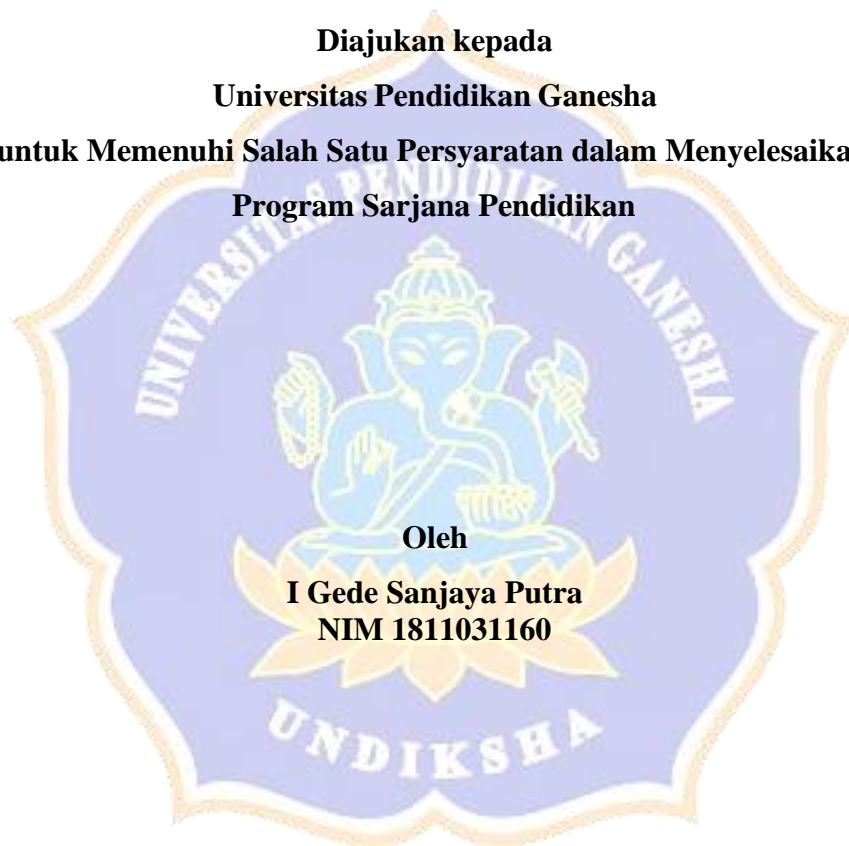 Diajukan kepada
Universitas Pendidikan Ganesha
untuk Memenuhi Salah Satu Persyaratan dalam Menyelesaika
Program Sarjana Pendidikan
UNIVERSITAS PENDIDIKAN GANESHA
Oleh
I Gede Sanjaya Putra
NIM 1811031160
UNDIKSHA